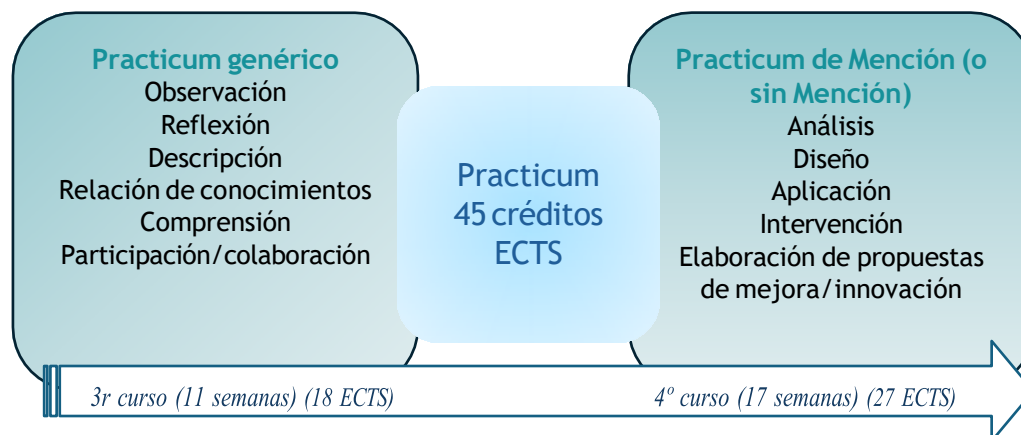 Practicum genérico
Observación
Reflexión
Descripción
Relación de conocimientos
Comprensión
Participación/colaboración
Practicum
45 créditos
ECTS
Practicum de Mención (o
sin Mención)
Análisis
Diseño
Aplicación
Intervención
Elaboración de propuestas
de mejora/innovación
3r curso (11 semanas) (18 ECTS)
4º curso (17 semanas) (27 ECTS)